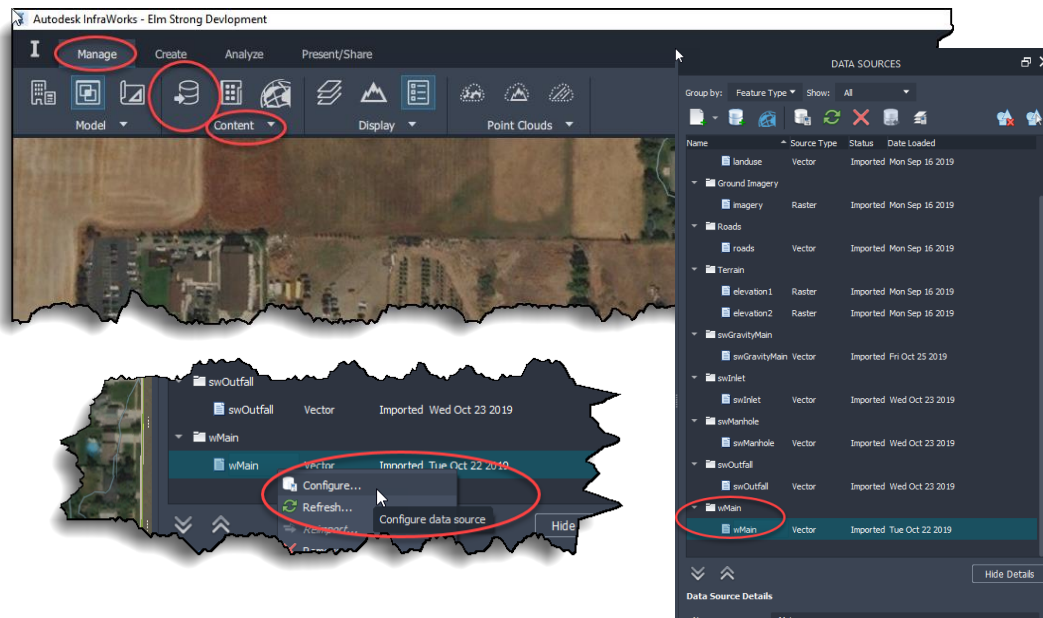 Autodesk InfraWorks - Elm Strong Devlopment
I Manage Create Analyze Present/Share
Model Content Display Point Clouds
DATA SOURCES
Group by: Feature Type Show: All
Name Source Type Status Date Loaded
landuse Vector Imported Mon Sep 16 2019
Ground Imagery
imagery Raster Imported Mon Sep 16 2019
Roads
roads Vector Imported Mon Sep 16 2019
Terrain
elevation1 Raster Imported Mon Sep 16 2019
elevation2 Raster Imported Mon Sep 16 2019
swGravityMain
swGravityMain Vector Imported Fri Oct 25 2019
swInlet
swInlet Vector Imported Wed Oct 23 2019
swManhole
swManhole Vector Imported Wed Oct 23 2019
swOutfall
swOutfall Vector Imported Wed Oct 23 2019
wMain
wMain Vector Imported Tue Oct 22 2019
Hide Details
Data Source Details
swOutfall
swOutfall Vector Imported Wed Oct 23 2019
wMain
wMain Vector Imported Tue Oct 22 2019
Configure...
Refresh...
Configure data source
Reimport...
Hide